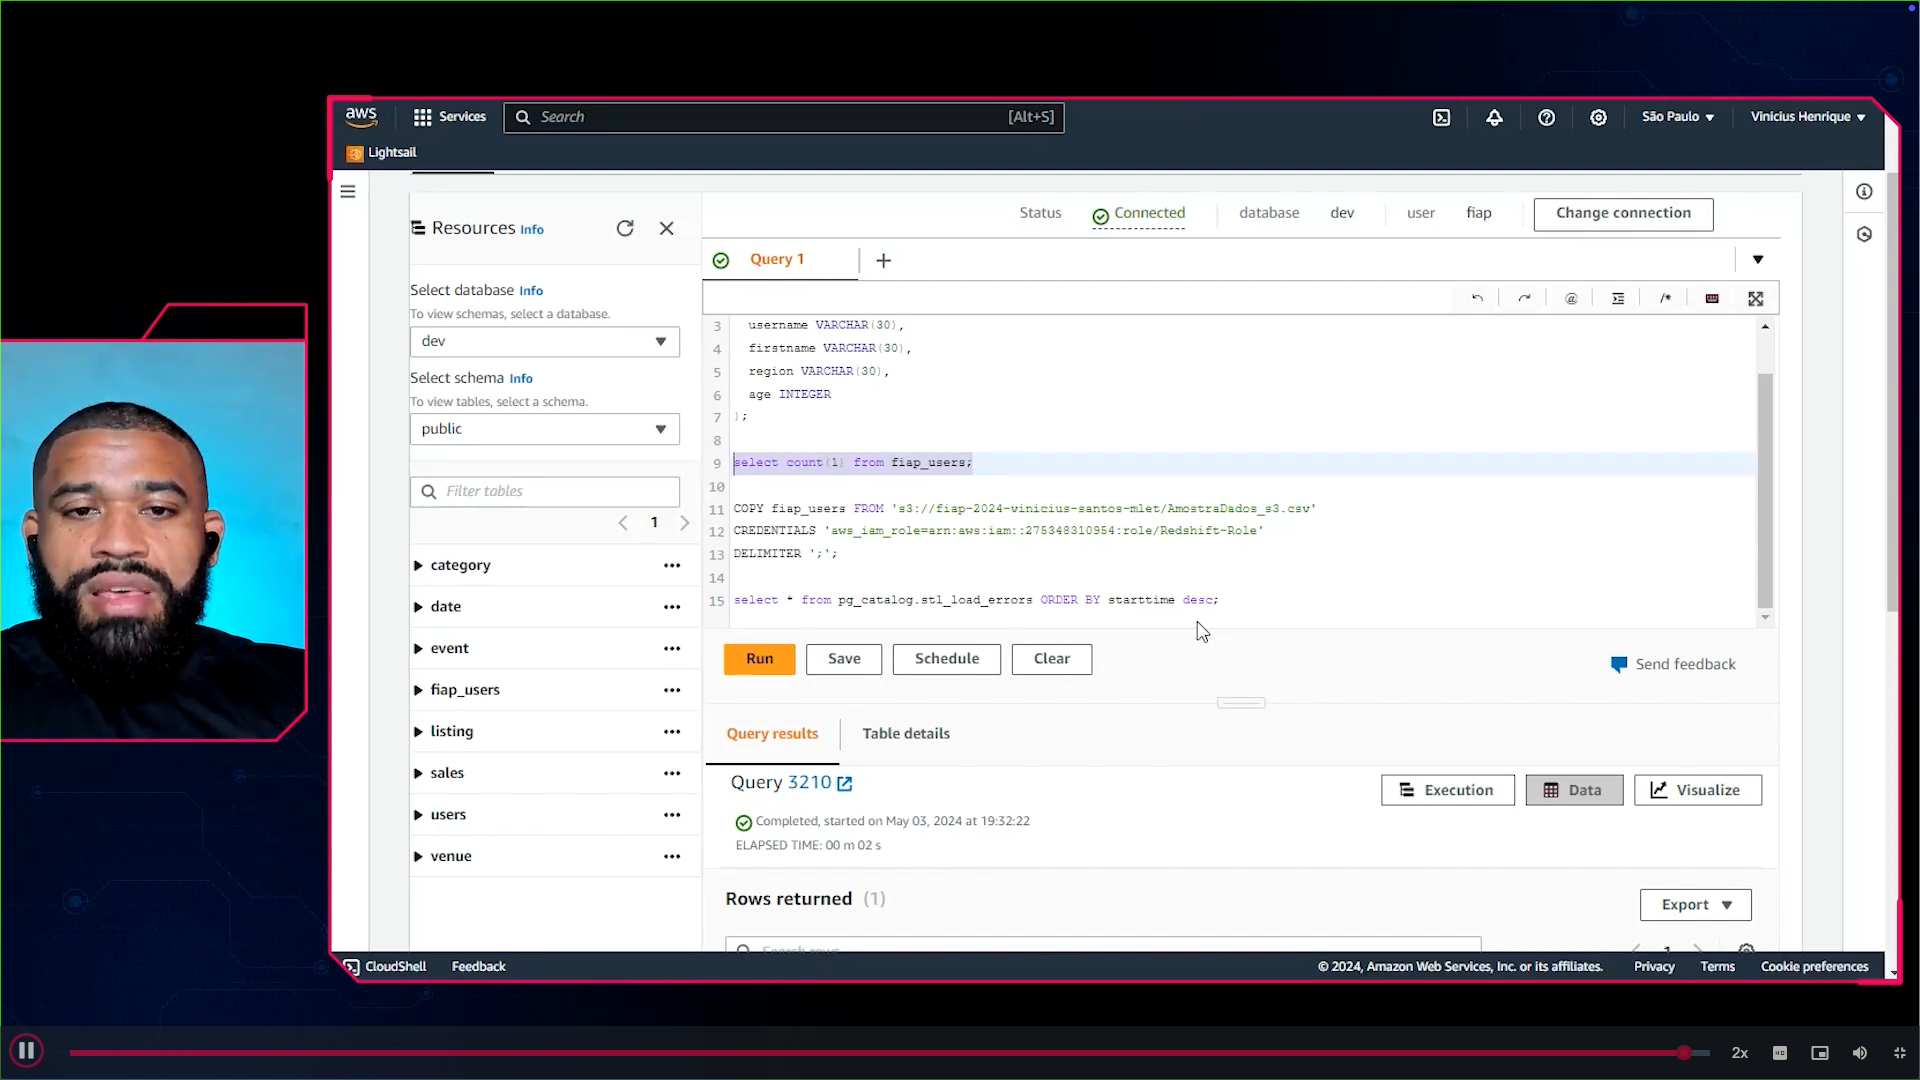 aws
Services
Search
[Alt+S]
São Paulo
Vinicius Henrique
Lightsail
Resources Info
Select database Info
To view schemas, select a database.
dev
Select schema Info
To view tables, select a schema.
public
Filter tables
1
category
date
event
fiap_users
listing
sales
users
venue
Status
Connected
database
dev
user
fiap
Change connection
Query 1
3 username VARCHAR(30),
4 firstname VARCHAR(30),
5 region VARCHAR(30),
6 age INTEGER
7 );
8
9 select count(1) from fiap_users;
10
11 COPY fiap_users FROM 's3://fiap-2024-vinicius-santos-mlet/AmostraDados_s3.csv'
12 CREDENTIALS 'aws_iam_role=arn:aws:iam::275348310954:role/Redshift-Role'
13 DELIMITER ';';
14
15 select * from pg_catalog.stl_load_errors ORDER BY starttime desc;
Run
Save
Schedule
Clear
Send feedback
Query results
Table details
Query 3210
Execution
Data
Visualize
Completed, started on May 03, 2024 at 19:32:22
ELAPSED TIME: 00 m 02 s
Rows returned (1)
Export
Search rows
1
CloudShell
Feedback
© 2024, Amazon Web Services, Inc. or its affiliates.
Privacy
Terms
Cookie preferences
2x